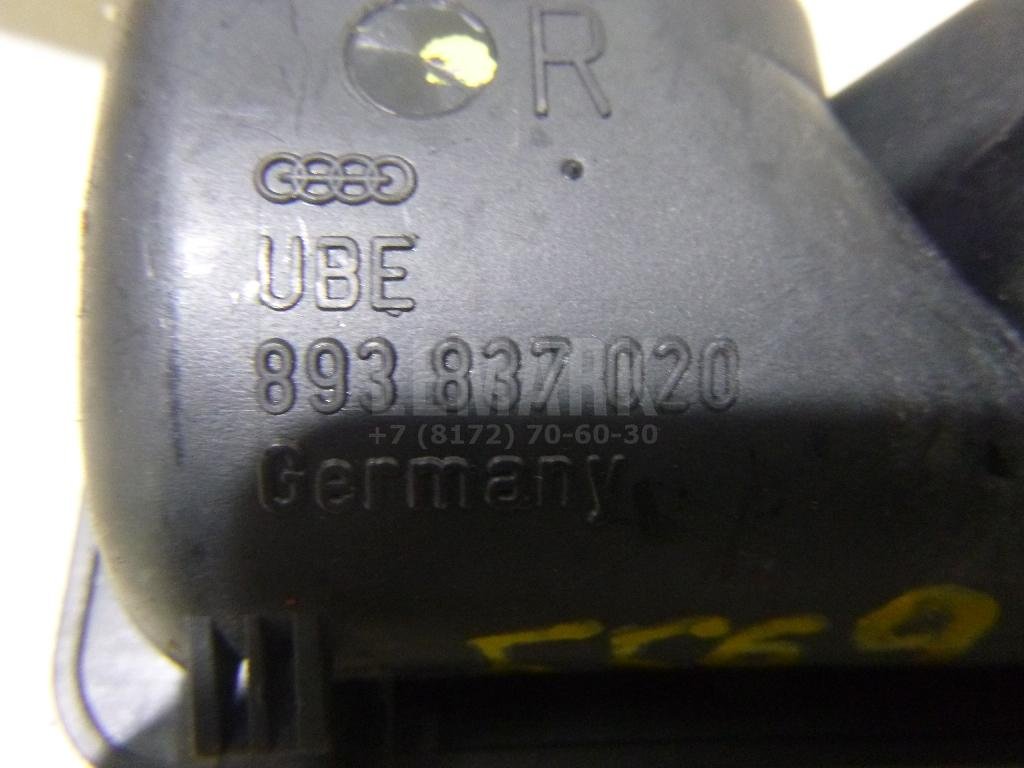 R
UBE
893 837 020
+7 (8172) 70-60-30
Germany